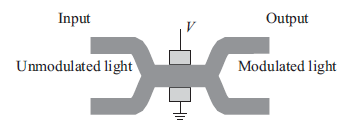 Input
Output
V
Unmodulated light
Modulated light